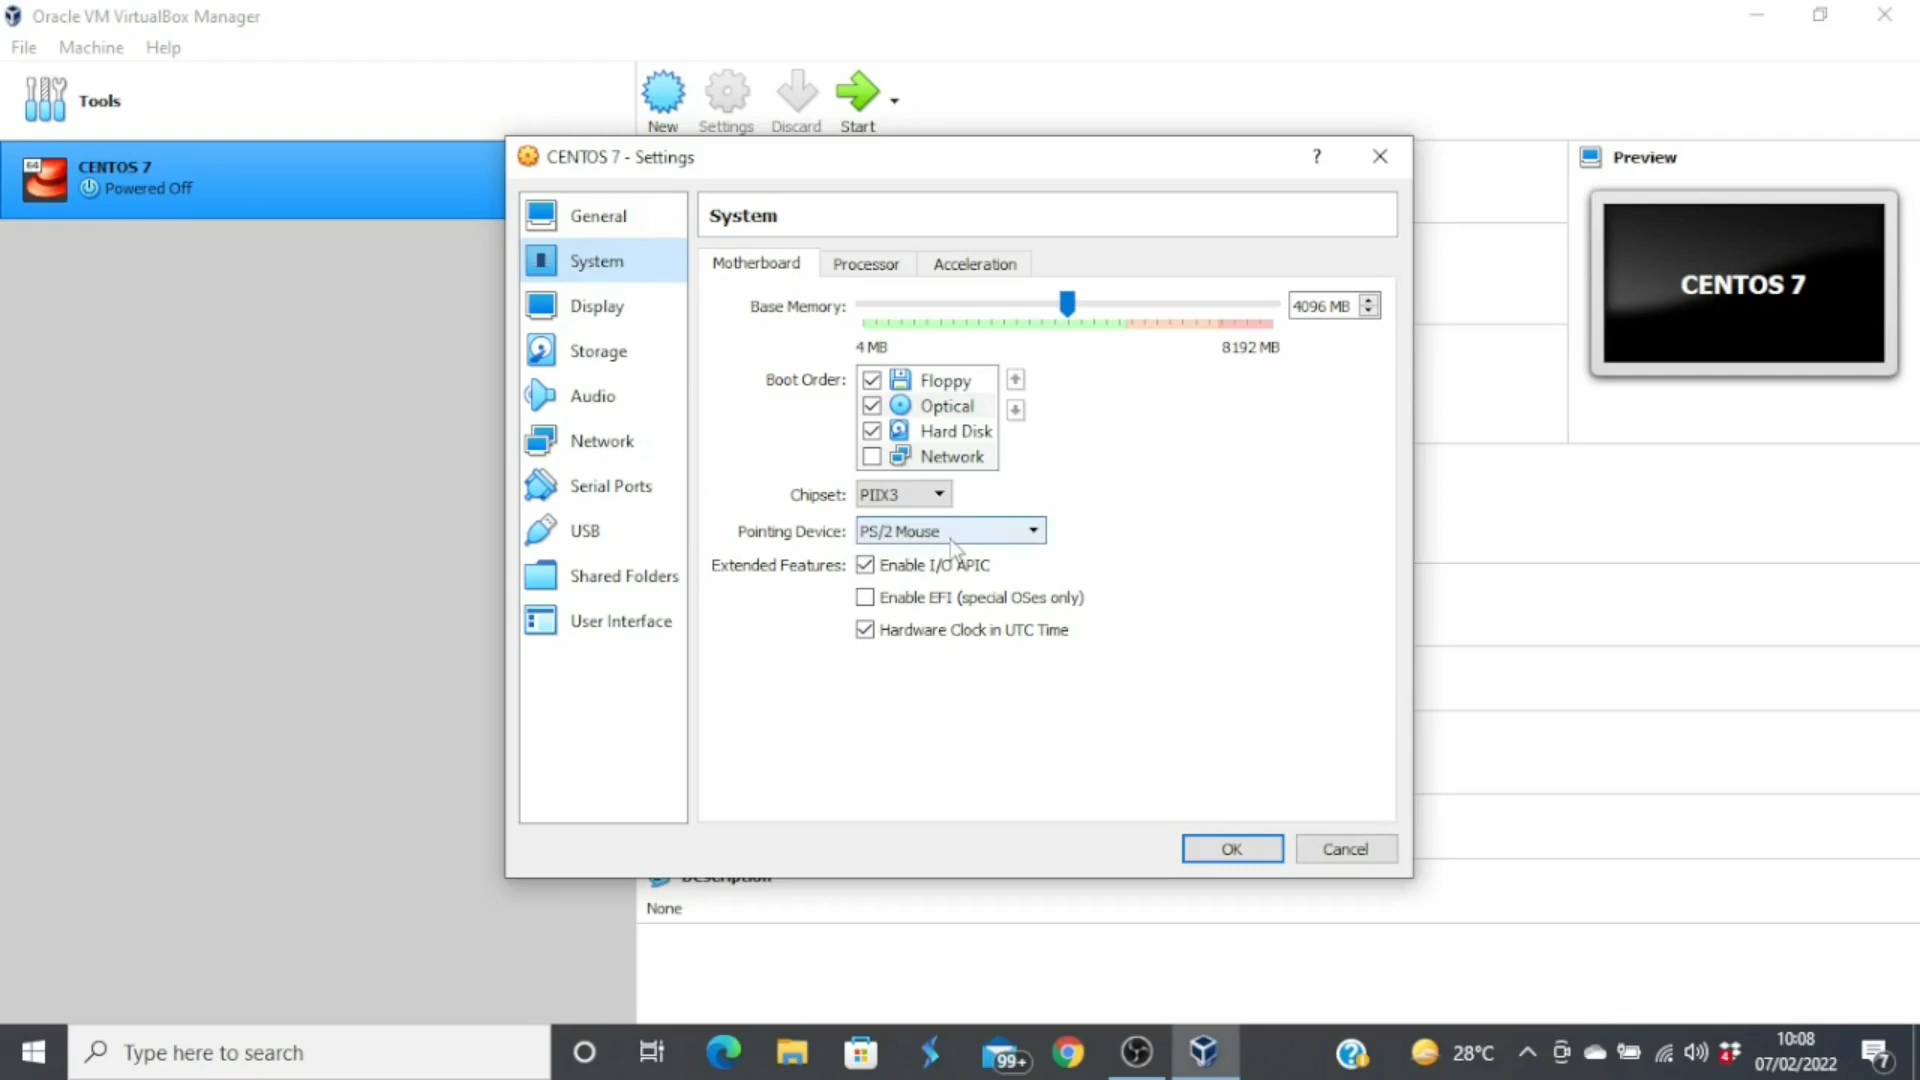 Oracle VM VirtualBox Manager
File Machine Help
Tools
New Settings Discard Start
64
CENTOS 7
Powered Off
CENTOS 7 - Settings
?
General
System
Display
Storage
Audio
Network
Serial Ports
USB
Shared Folders
User Interface
System
Motherboard Processor Acceleration
Base Memory: 4096 MB
4 MB 8192 MB
Boot Order: Floppy
Optical
Hard Disk
Network
Chipset: PIIX3
Pointing Device: PS/2 Mouse
Extended Features: Enable I/O APIC
Enable EFI (special OSes only)
Hardware Clock in UTC Time
OK Cancel
Preview
CENTOS 7
Description
None
Type here to search
99+
28°C
10:08
07/02/2022
7